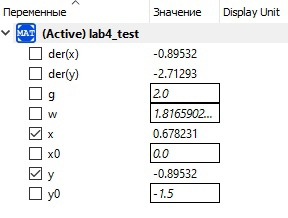 Переменные Значение Display Unit
MAT (Active) lab4_test
der(x) -0.89532
der(y) -2.71293
g 2.0
w 1.8165902...
x 0.678231
x0 0.0
y -0.89532
y0 -1.5